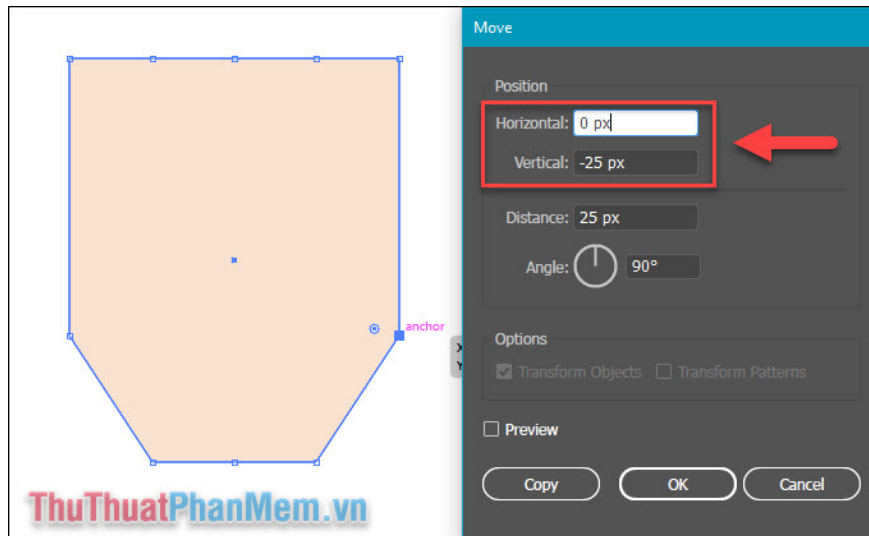 Move
Position
Horizontal: 0 px
Vertical: -25 px
Distance: 25 px
Angle: 90°
anchor
X
Y
Options
Transform Objects Transform Patterns
Preview
Copy OK Cancel
ThuThuatPhanMem.vn